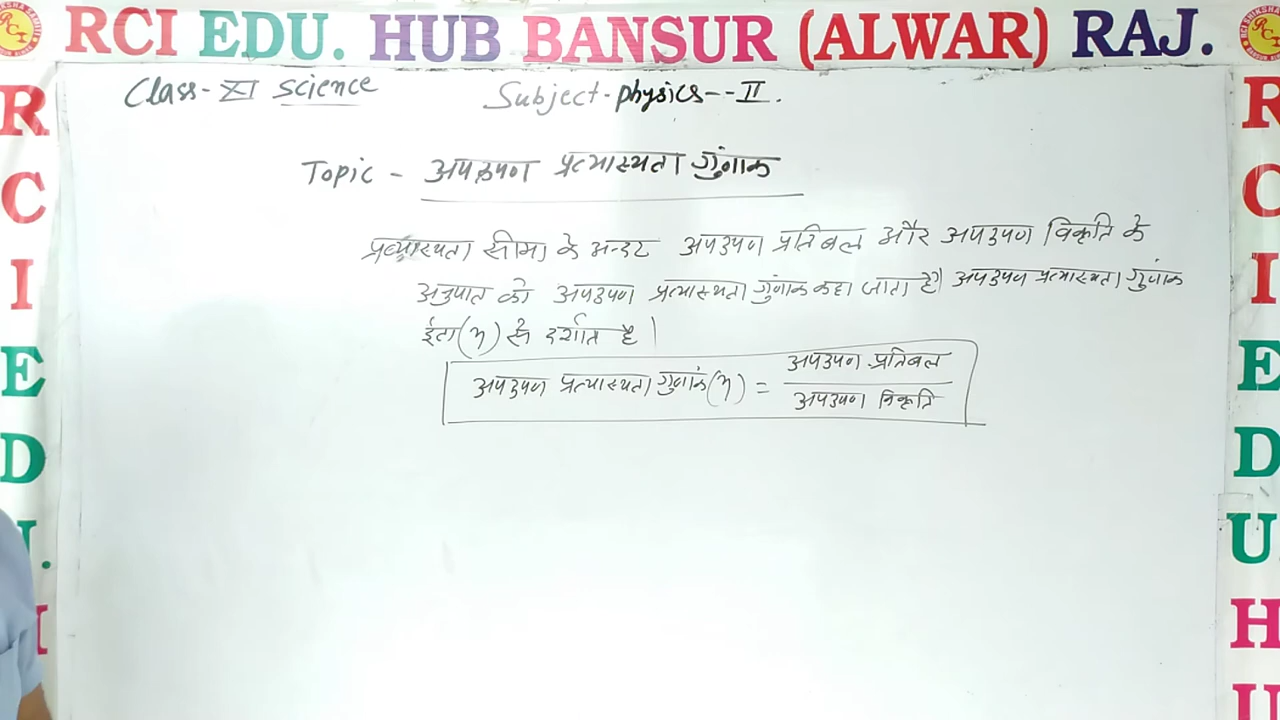 RCI EDU. HUB BANSUR (ALWAR) RAJ.
Class - XI Science Subject - physics -- II.
Topic - अपरूपण प्रत्यास्थता गुणांक
प्रत्यास्थता सीमा के अन्दर अपरूपण प्रतिबल और अपरूपण विकृति के
अनुपात को अपरूपण प्रत्यास्थता गुणांक कहा जाता है। अपरूपण प्रत्यास्थता गुणांक
ईटा (η) से दर्शाते है।
अपरूपण प्रत्यास्थता गुणांक (η) = अपरूपण प्रतिबल
अपरूपण विकृति
R
C
I
E
D
U.
R
C
I
E
D
U.
H
U